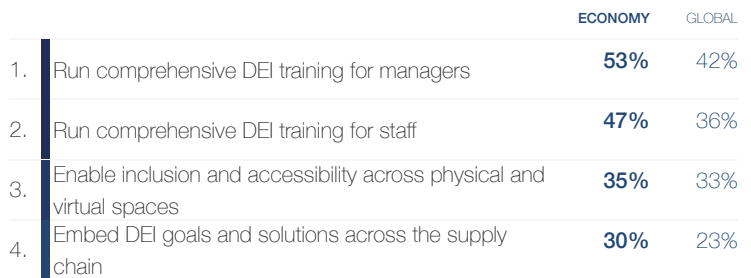 ECONOMY GLOBAL
1. Run comprehensive DEI training for managers 53% 42%
2. Run comprehensive DEI training for staff 47% 36%
3. Enable inclusion and accessibility across physical and
virtual spaces 35% 33%
4. Embed DEI goals and solutions across the supply
chain 30% 23%